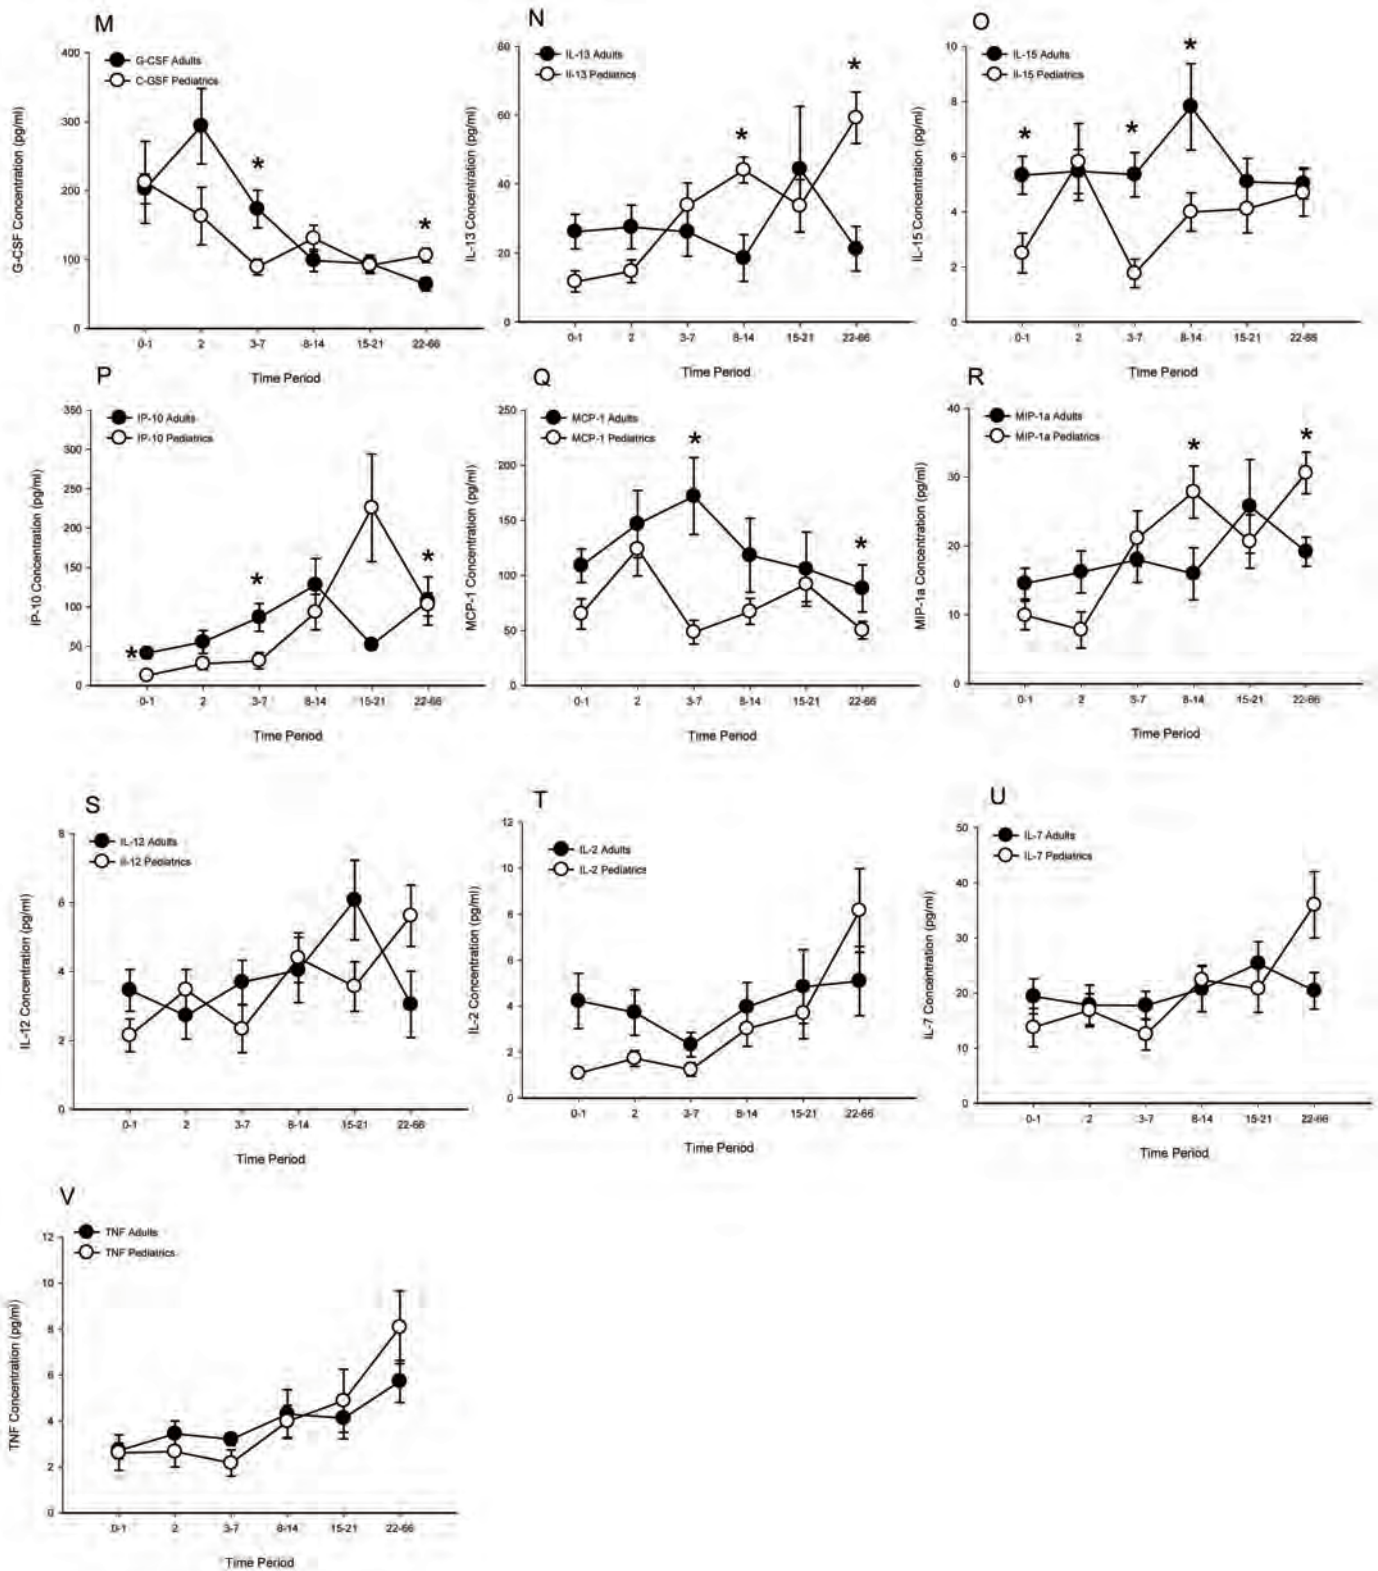 M
G-CSF Adults
C-GSF Pediatrics
G-CSF Concentration (pg/ml)
400
300
200
100
0
*
*
0-1 2 3-7 8-14 15-21 22-66
Time Period
N
IL-13 Adults
Il-13 Pediatrics
IL-13 Concentration (pg/ml)
60
60
40
20
0
*
*
0-1 2 3-7 8-14 15-21 22-66
Time Period
O
IL-15 Adults
Il-15 Pediatrics
IL-15 Concentration (pg/ml)
10
8
6
4
2
0
*
*
*
0-1 2 3-7 8-14 15-21 22-66
Time Period
P
IP-10 Adults
IP-10 Pediatrics
IP-10 Concentration (pg/ml)
350
300
250
200
150
100
50
0
*
*
*
0-1 2 3-7 8-14 15-21 22-66
Time Period
Q
MCP-1 Adults
MCP-1 Pediatrics
MCP-1 Concentration (pg/ml)
250
200
150
100
50
0
*
*
0-1 2 3-7 8-14 15-21 22-66
Time Period
R
MIP-1a Adults
MIP-1a Pediatrics
MIP-1a Concentration (pg/ml)
40
30
20
10
0
*
*
0-1 2 3-7 8-14 15-21 22-66
Time Period
S
IL-12 Adults
Il-12 Pediatrics
IL-12 Concentration (pg/ml)
8
6
4
2
0
0-1 2 3-7 8-14 15-21 22-66
Time Period
T
IL-2 Adults
IL-2 Pediatrics
IL-2 Concentration (pg/ml)
12
10
8
6
4
2
0
0-1 2 3-7 8-14 15-21 22-66
Time Period
U
IL-7 Adults
IL-7 Pediatrics
IL-7 Concentration (pg/ml)
50
40
30
20
10
0
0-1 2 3-7 8-14 15-21 22-66
Time Period
V
TNF Adults
TNF Pediatrics
TNF Concentration (pg/ml)
12
10
8
6
4
2
0
0-1 2 3-7 8-14 15-21 22-66
Time Period